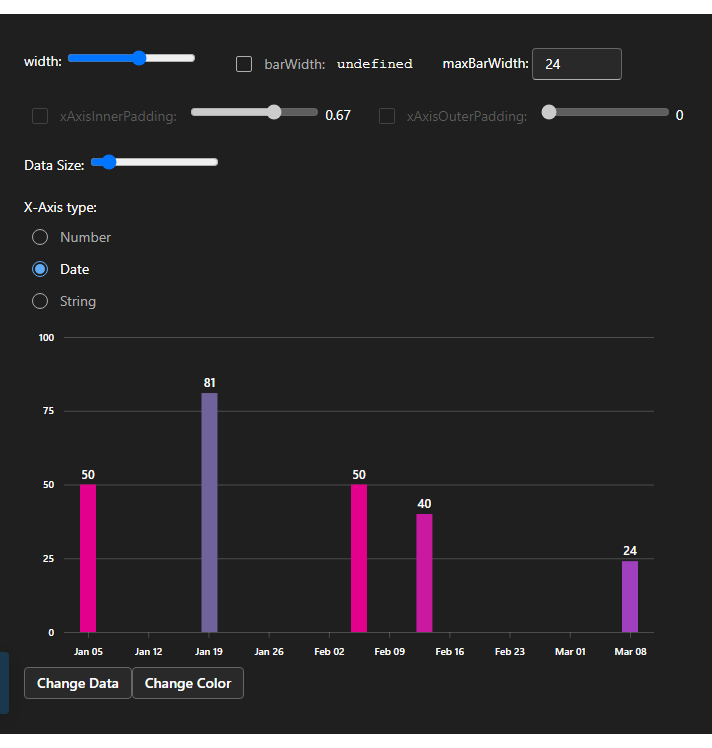 width: barWidth: undefined maxBarWidth: 24
xAxisInnerPadding: 0.67 xAxisOuterPadding: 0
Data Size:
X-Axis type:
Number
Date
String
100
81
75
50
50
50
40
25
24
0
Jan 05 Jan 12 Jan 19 Jan 26 Feb 02 Feb 09 Feb 16 Feb 23 Mar 01 Mar 08
Change Data Change Color